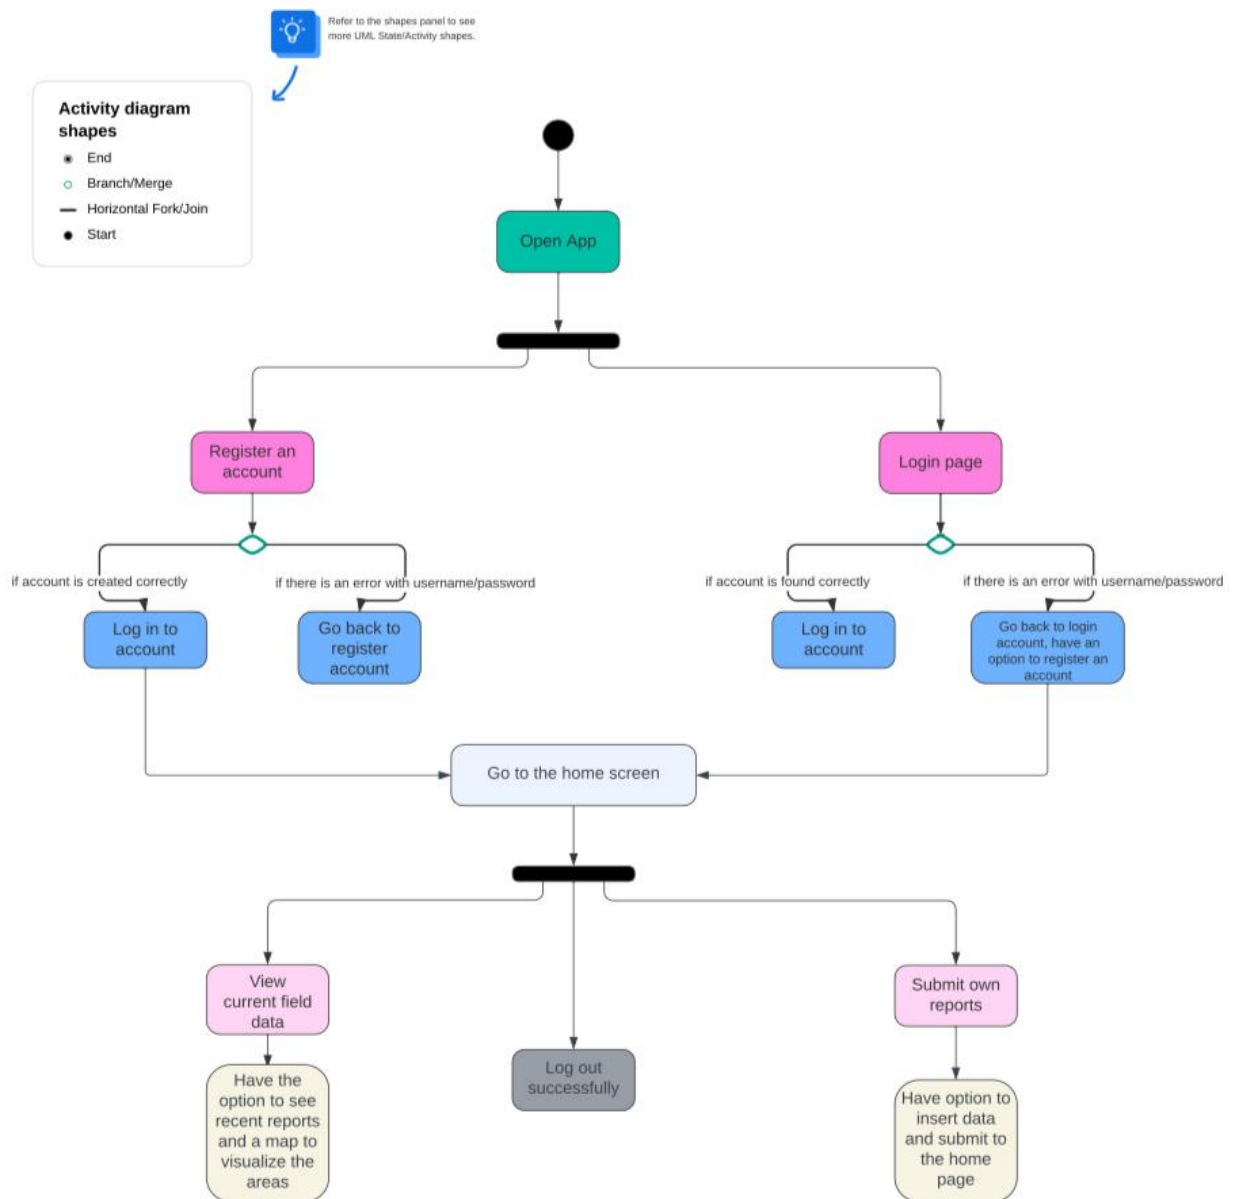 Refer to the shapes panel to see
more UML State/Activity shapes.
Activity diagram
shapes
End
Branch/Merge
Horizontal Fork/Join
Start
Open App
Register an
account
Login page
if account is created correctly
if there is an error with username/password
if account is found correctly
if there is an error with username/password
Log in to
account
Go back to
register
account
Log in to
account
Go back to login
account, have an
option to register an
account
Go to the home screen
View
current field
data
Submit own
reports
Log out
successfully
Have the
option to see
recent reports
and a map to
visualize the
areas
Have option to
insert data
and submit to
the home
page